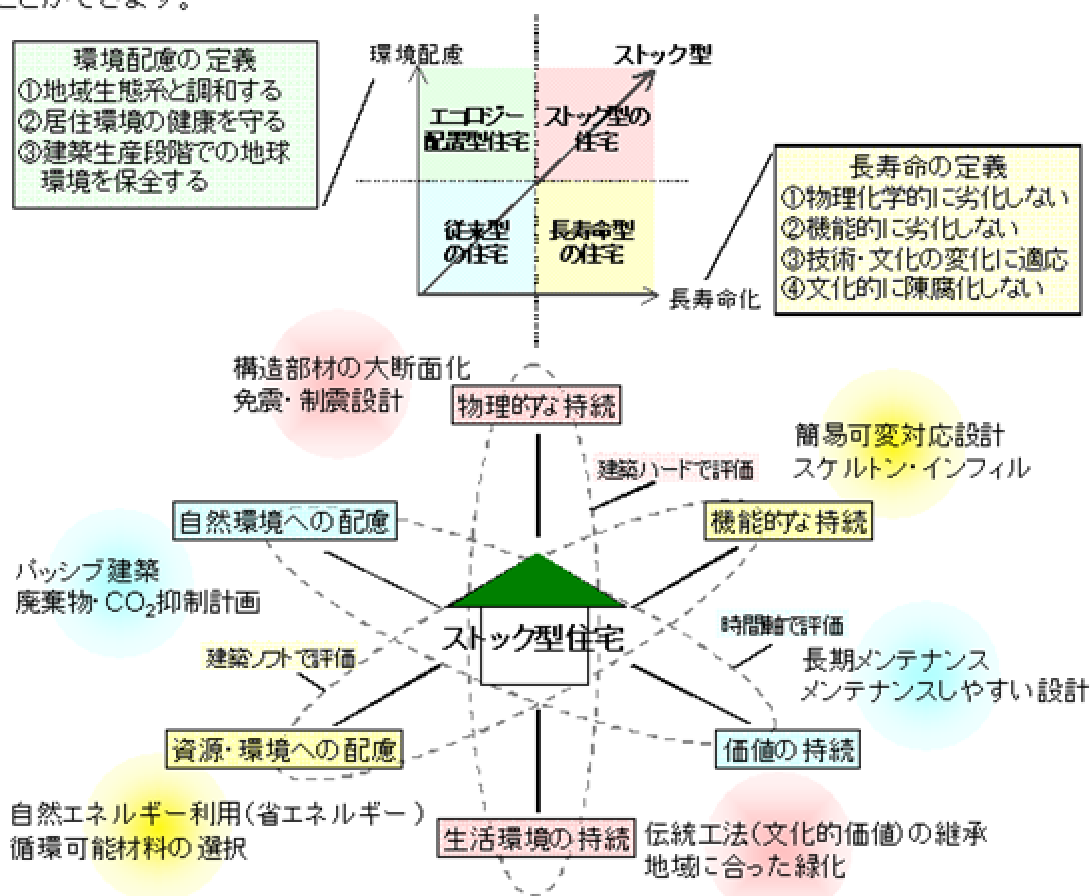 ことができます。
環境配慮の定義
①地域生態系と調和する
②居住環境の健康を守る
③建築生産段階での地球
環境を保全する
環境配慮
ストック型
エコロジー
配置型住宅
ストック型の
住宅
従来型
の住宅
長寿命型
の住宅
長寿命化
長寿命の定義
①物理化学的に劣化しない
②機能的に劣化しない
③技術・文化の変化に適応
④文化的に陳腐化しない
構造部材の大断面化
免震・制震設計
物理的な持続
建築ハードで評価
簡易可変対応設計
スケルトン・インフィル
自然環境への配慮
機能的な持続
パッシブ建築
廃棄物・CO₂抑制計画
建築ソフトで評価
ストック型住宅
時間軸で評価
長期メンテナンス
メンテナンスしやすい設計
資源・環境への配慮
価値の持続
自然エネルギー利用(省エネルギー)
循環可能材料の選択
生活環境の持続
伝統工法(文化的価値)の継承
地域に合った緑化